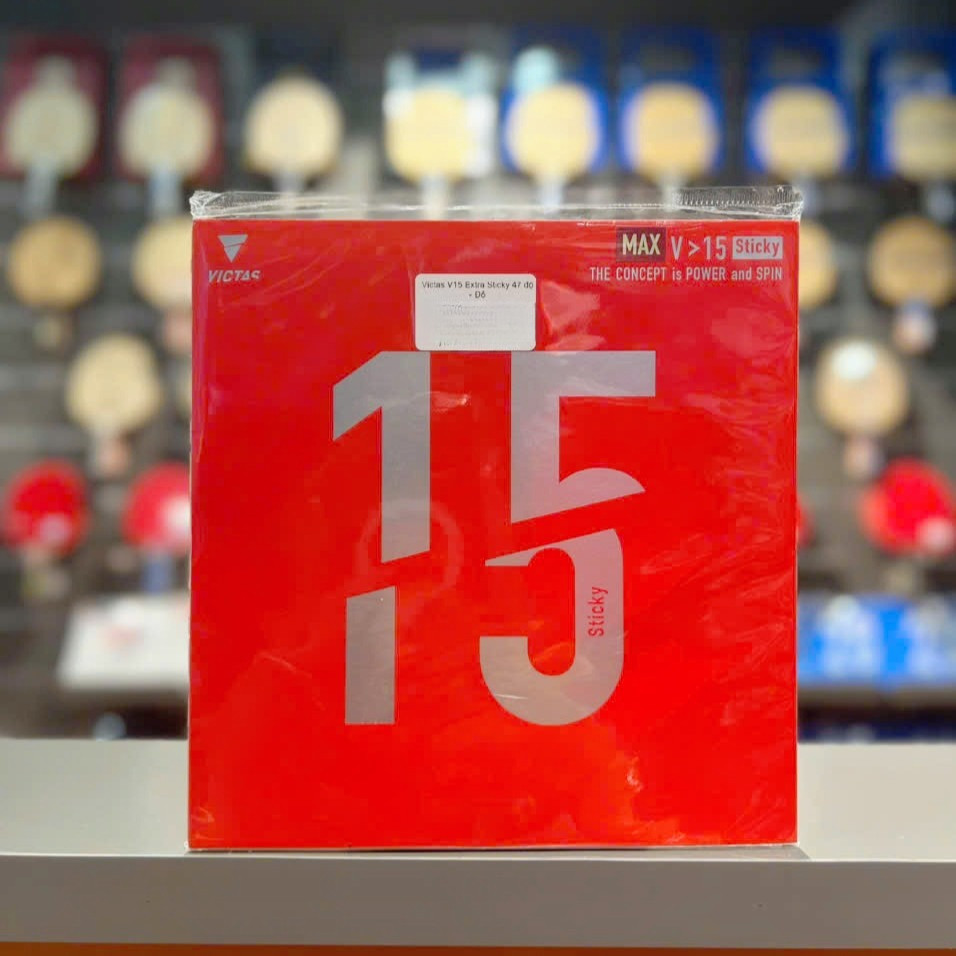 VICTAS
MAX V>15 Sticky
THE CONCEPT is POWER and SPIN
Victas V15 Extra Sticky 47 độ
- Đỏ
15
Sticky